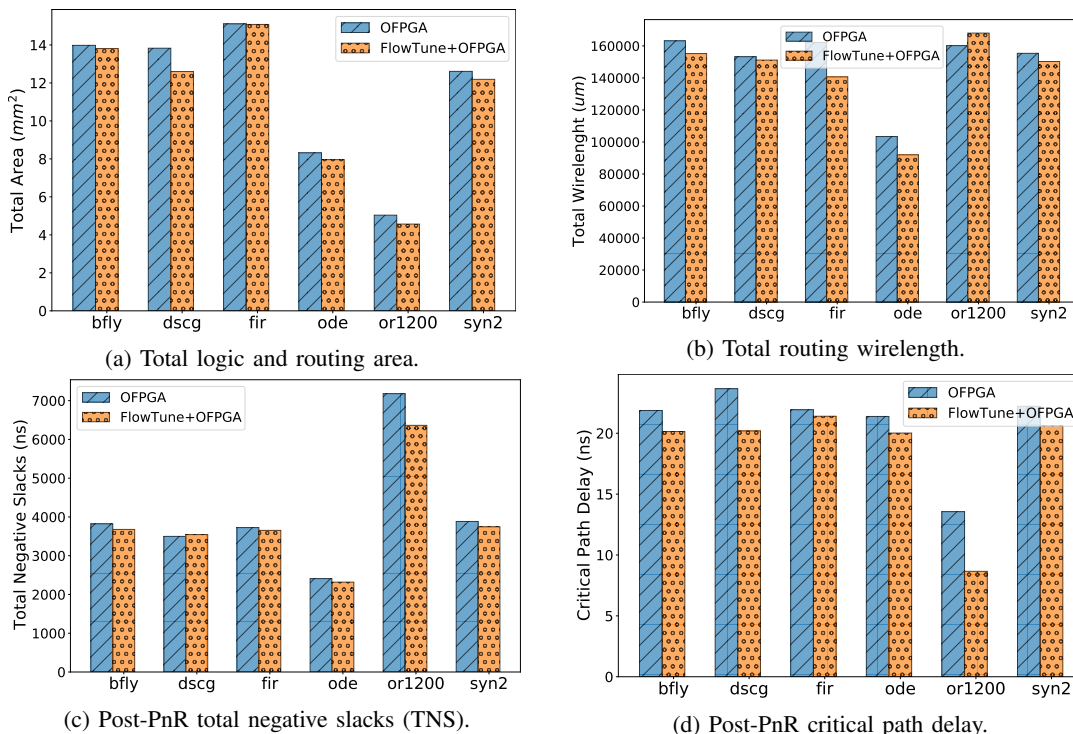 OFPGA
FlowTune+OFPGA
Total Area (mm²)
14
12
10
8
6
4
2
0
bfly dscg fir ode or1200 syn2
(a) Total logic and routing area.
OFPGA
FlowTune+OFPGA
Total Wirelenght (um)
160000
140000
120000
100000
80000
60000
40000
20000
0
bfly dscg fir ode or1200 syn2
(b) Total routing wirelength.
OFPGA
FlowTune+OFPGA
Total Negative Slacks (ns)
7000
6000
5000
4000
3000
2000
1000
0
bfly dscg fir ode or1200 syn2
(c) Post-PnR total negative slacks (TNS).
OFPGA
FlowTune+OFPGA
Critical Path Delay (ns)
20
15
10
5
0
bfly dscg fir ode or1200 syn2
(d) Post-PnR critical path delay.